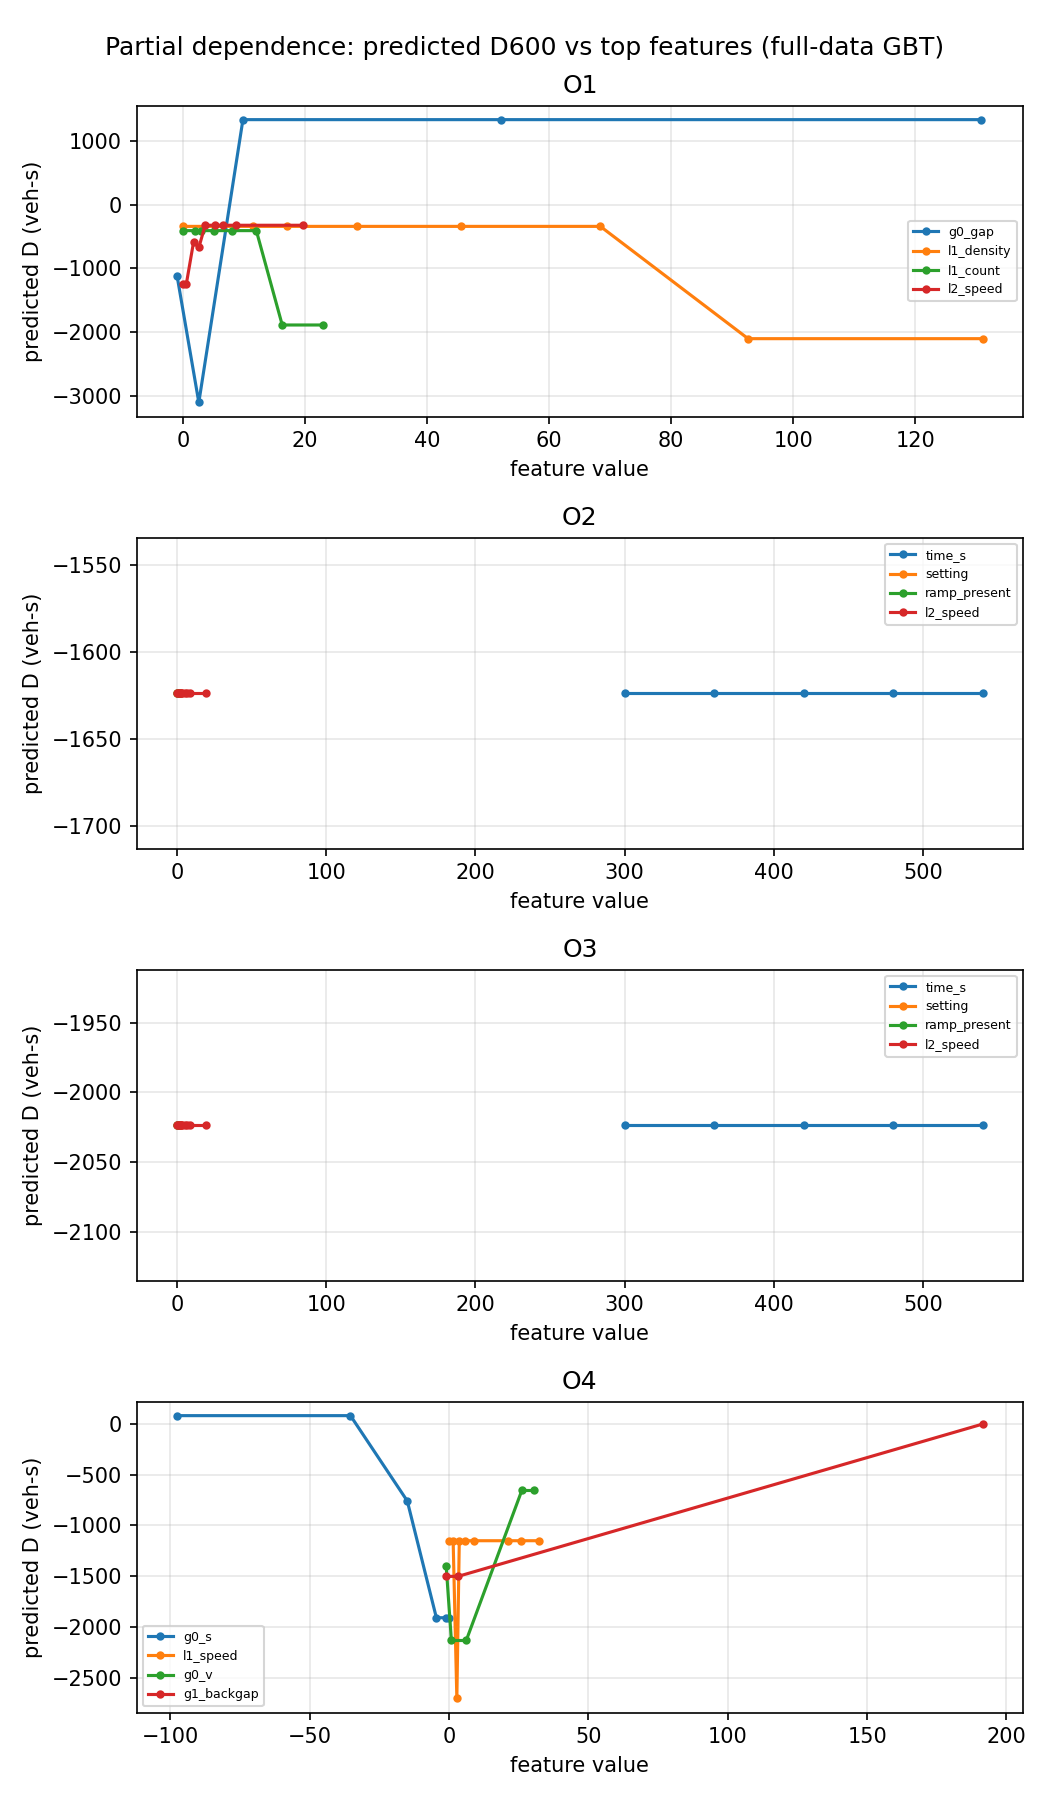 Partial dependence: predicted D600 vs top features (full-data GBT)
O1
predicted D (veh-s)
1000
0
−1000
−2000
−3000
g0_gap
l1_density
l1_count
l2_speed
0 20 40 60 80 100 120
feature value
O2
predicted D (veh-s)
−1550
−1600
−1650
−1700
time_s
setting
ramp_present
l2_speed
0 100 200 300 400 500
feature value
O3
predicted D (veh-s)
−1950
−2000
−2050
−2100
time_s
setting
ramp_present
l2_speed
0 100 200 300 400 500
feature value
O4
predicted D (veh-s)
0
−500
−1000
−1500
−2000
−2500
g0_s
l1_speed
g0_v
g1_backgap
−100 −50 0 50 100 150 200
feature value